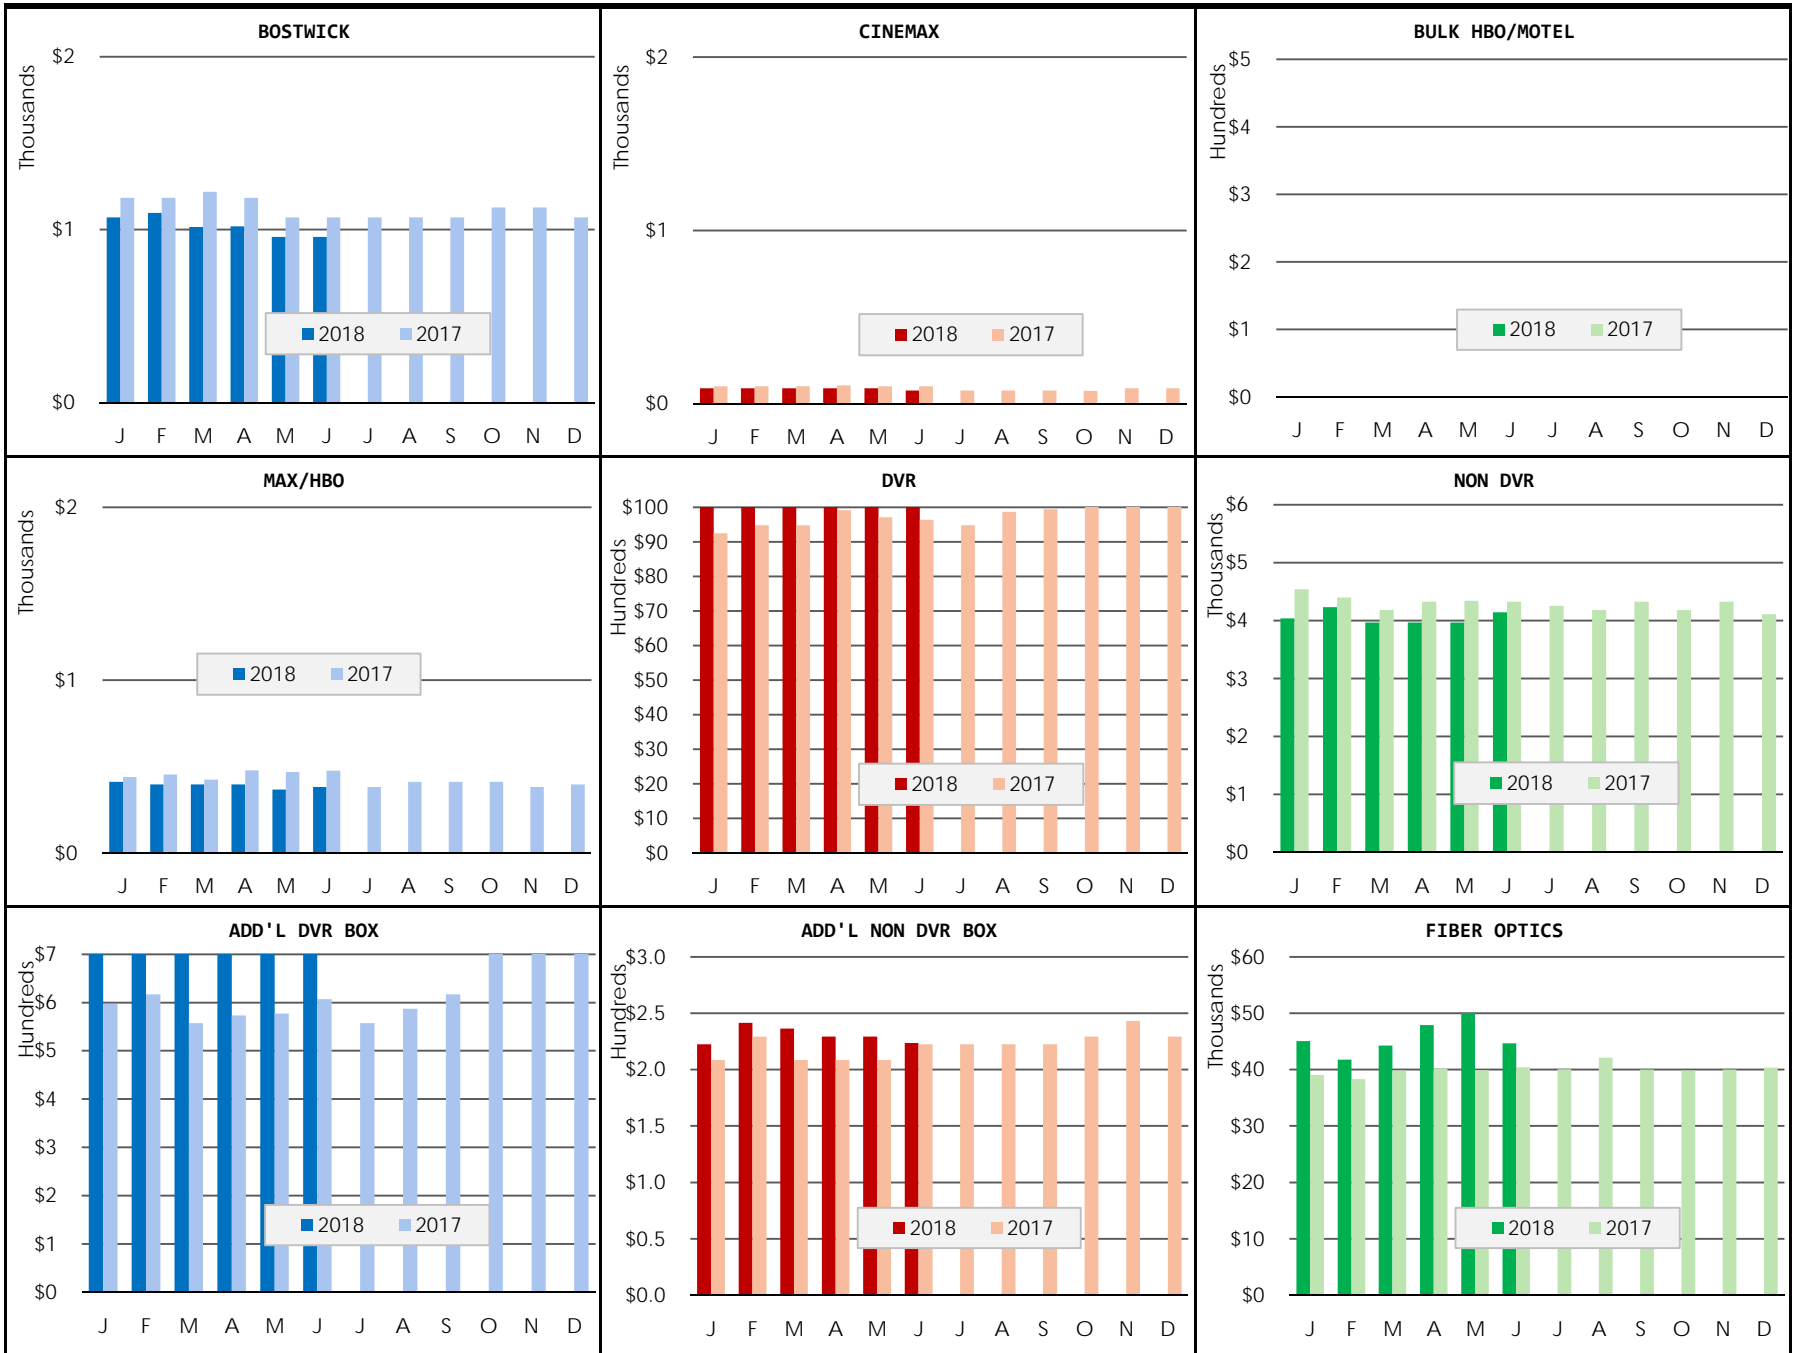 BOSTWICK
Thousands
$2
$1
$0
2018 2017
J F M A M J J A S O N D
CINEMAX
Thousands
$2
$1
$0
2018 2017
J F M A M J J A S O N D
BULK HBO/MOTEL
Hundreds
$5
$4
$3
$2
$1
$0
2018 2017
J F M A M J J A S O N D
MAX/HBO
Thousands
$2
$1
$0
2018 2017
J F M A M J J A S O N D
DVR
Hundreds
$100
$90
$80
$70
$60
$50
$40
$30
$20
$10
$0
2018 2017
J F M A M J J A S O N D
NON DVR
Thousands
$6
$5
$4
$3
$2
$1
$0
2018 2017
J F M A M J J A S O N D
ADD'L DVR BOX
Hundreds
$7
$6
$5
$4
$3
$2
$1
$0
2018 2017
J F M A M J J A S O N D
ADD'L NON DVR BOX
Hundreds
$3.0
$2.5
$2.0
$1.5
$1.0
$0.5
$0.0
2018 2017
J F M A M J J A S O N D
FIBER OPTICS
Thousands
$60
$50
$40
$30
$20
$10
$0
2018 2017
J F M A M J J A S O N D